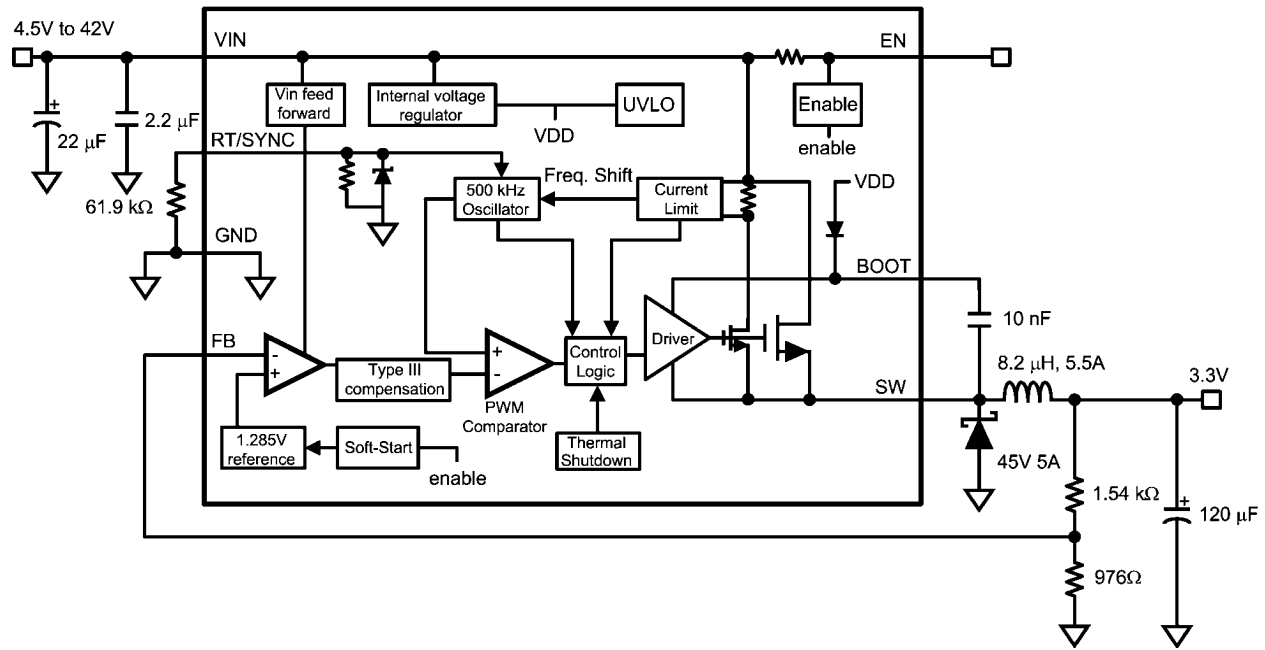 4.5V to 42V
VIN
EN
Vin feed
forward
Internal voltage
regulator
UVLO
Enable
+
22 μF
2.2 μF
VDD
enable
RT/SYNC
61.9 kΩ
500 kHz
Oscillator
Freq. Shift
Current
Limit
VDD
GND
BOOT
10 nF
FB
-
+
Type III
compensation
+
-
PWM
Comparator
Control
Logic
Driver
8.2 μH, 5.5A
3.3V
SW
1.285V
reference
Soft-Start
enable
Thermal
Shutdown
45V 5A
1.54 kΩ
+
120 μF
976Ω